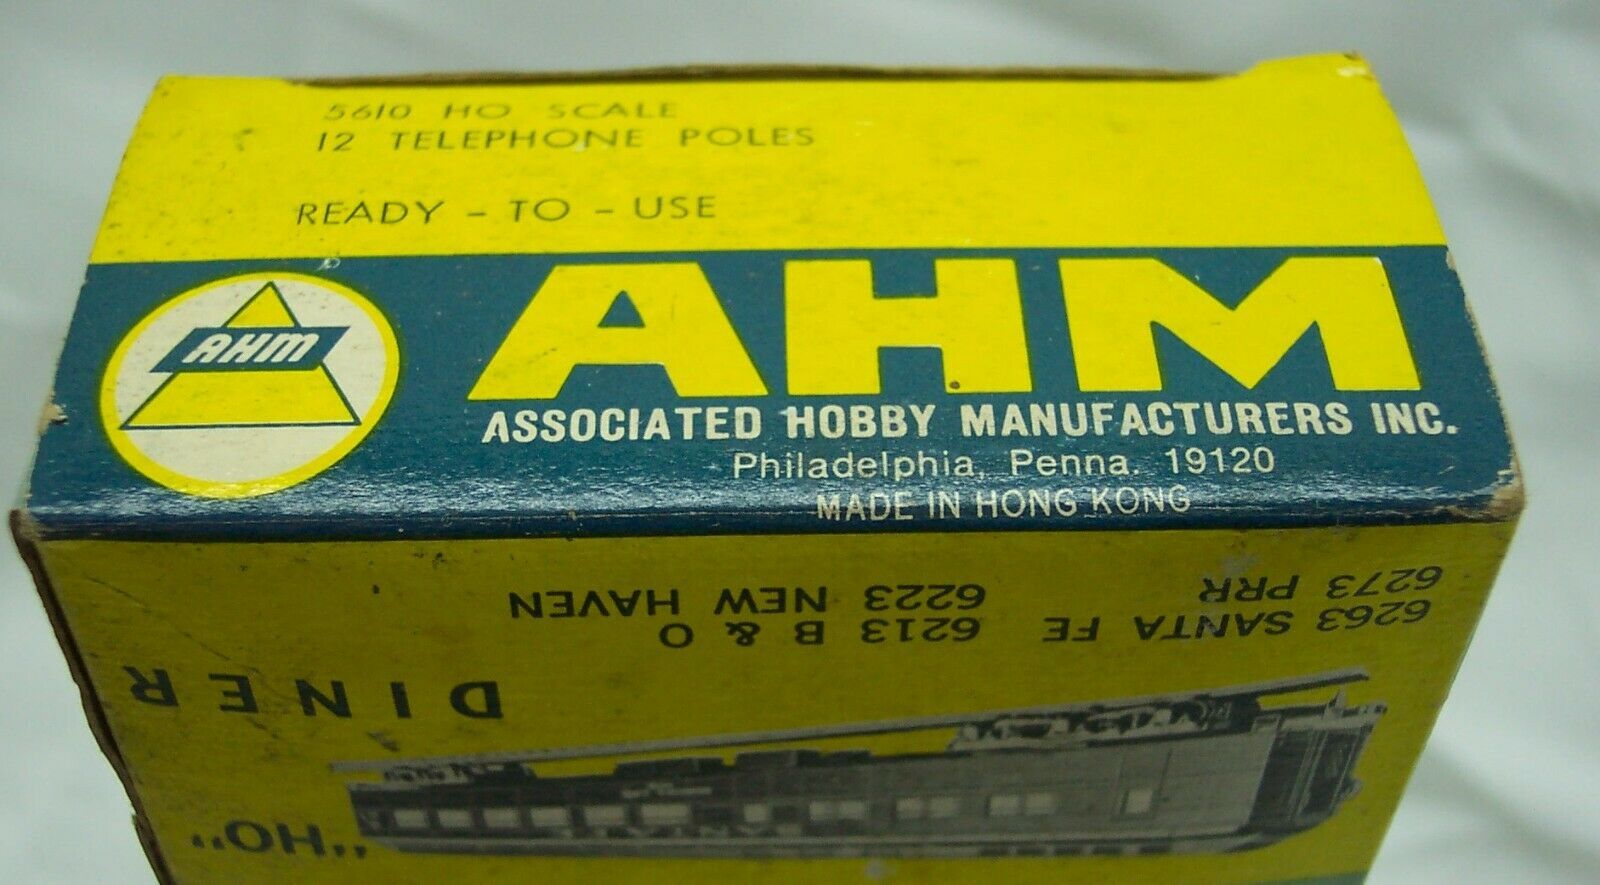 5610 HO SCALE
12 TELEPHONE POLES
READY - TO - USE
AHM
AHM
ASSOCIATED HOBBY MANUFACTURERS INC.
Philadelphia, Penna. 19120
MADE IN HONG KONG
"HO"
DINER
6213 B & O
6223 NEW HAVEN
6263 SANTA FE
6273 PRR